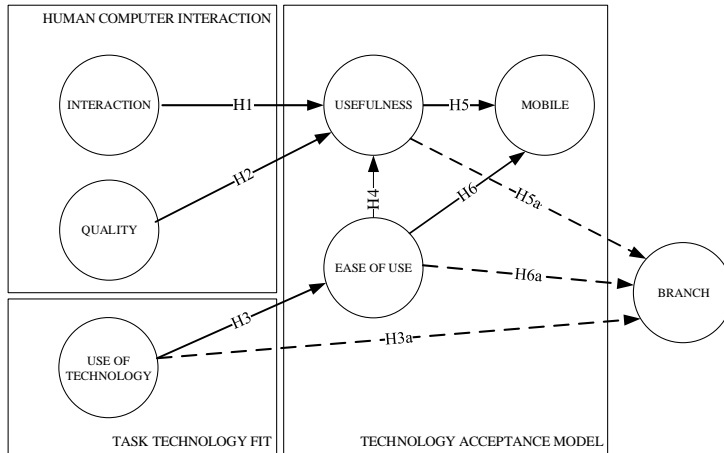 HUMAN COMPUTER INTERACTION
INTERACTION
H1
USEFULNESS
H5
MOBILE
H2
H4
H6
H5a
QUALITY
EASE OF USE
H6a
BRANCH
H3
H3a
USE OF
TECHNOLOGY
TASK TECHNOLOGY FIT
TECHNOLOGY ACCEPTANCE MODEL